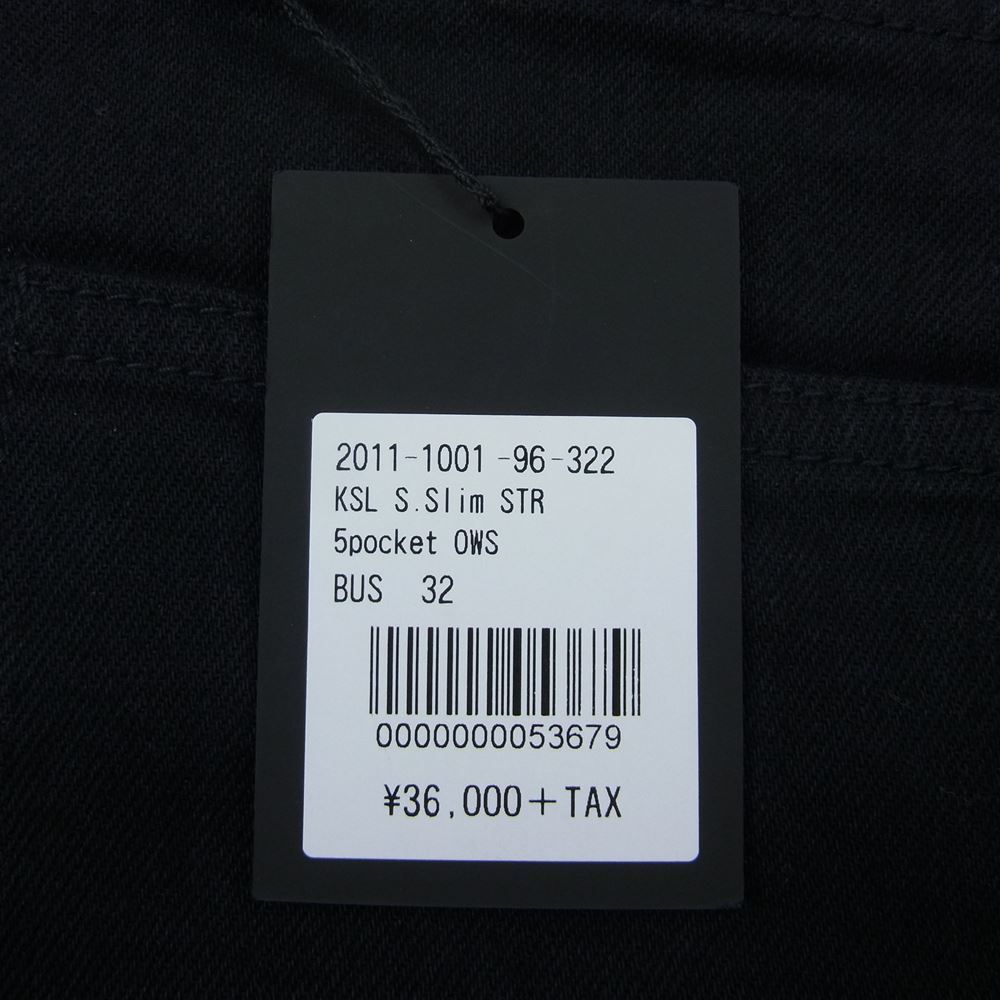 2011-1001-96-322
KSL S.Slim STR
5pocket OWS
BUS 32
0000000053679
¥36,000+TAX